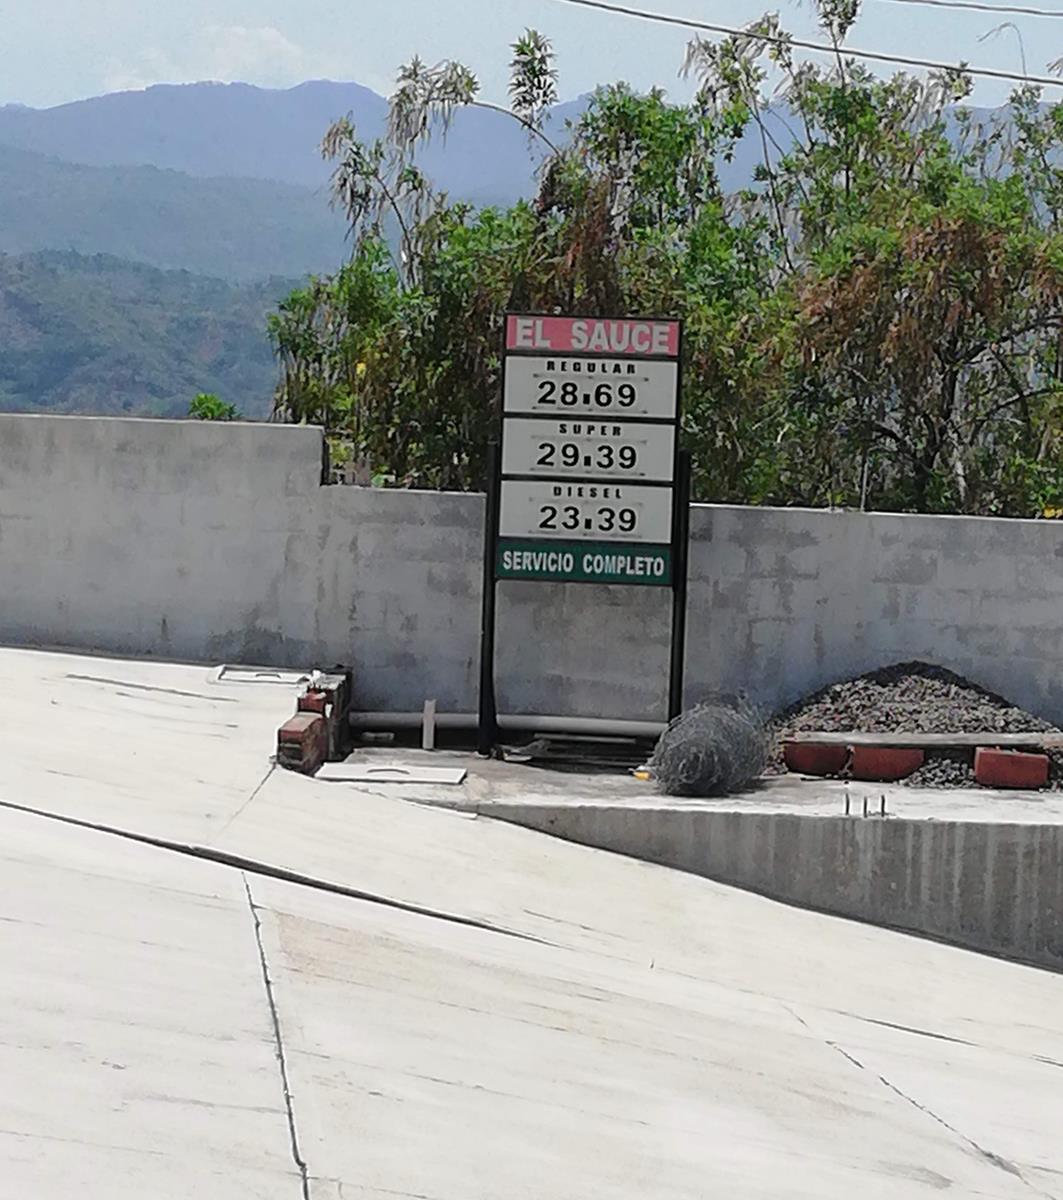 EL SAUCE
REGULAR
28.69
SUPER
29.39
DIESEL
23.39
SERVICIO COMPLETO